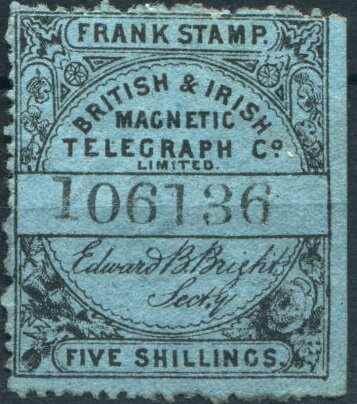 FRANK STAMP.
BRITISH & IRISH
MAGNETIC
TELEGRAPH Cº.
LIMITED.
106136
Edward B. Bright
Secty
FIVE SHILLINGS.